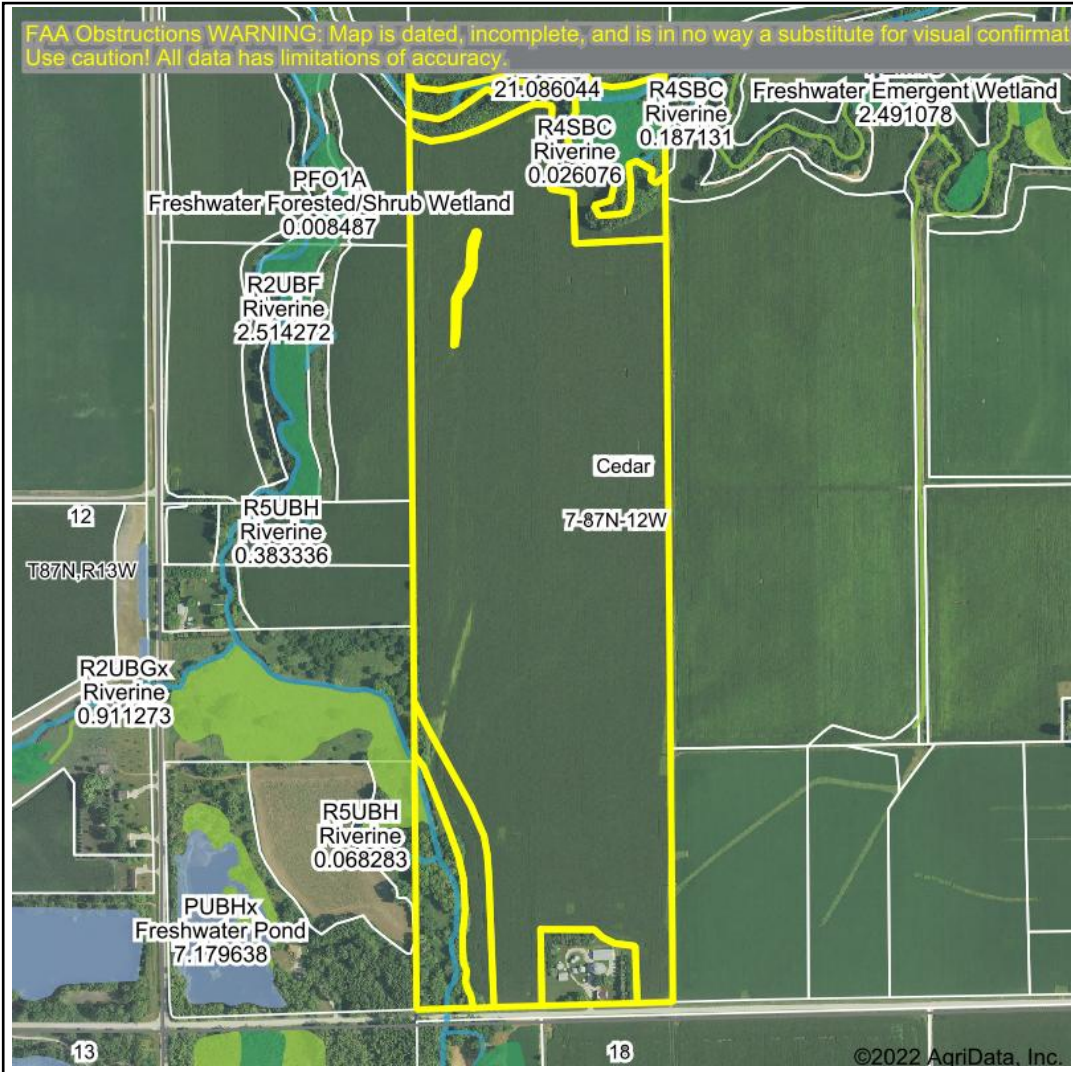 FAA Obstructions WARNING: Map is dated, incomplete, and is in no way a substitute for visual confirmat
Use caution! All data has limitations of accuracy.
21.086044
R4SBC
Riverine
0.187131
Freshwater Emergent Wetland
2.491078
R4SBC
Riverine
0.026076
PFO1A
Freshwater Forested/Shrub Wetland
0.008487
R2UBF
Riverine
2.514272
Cedar
7-87N-12W
R5UBH
Riverine
0.383336
12
T87N,R13W
R2UBGx
Riverine
0.911273
R5UBH
Riverine
0.068283
PUBHx
Freshwater Pond
7.179638
13
18
©2022 AgriData, Inc.